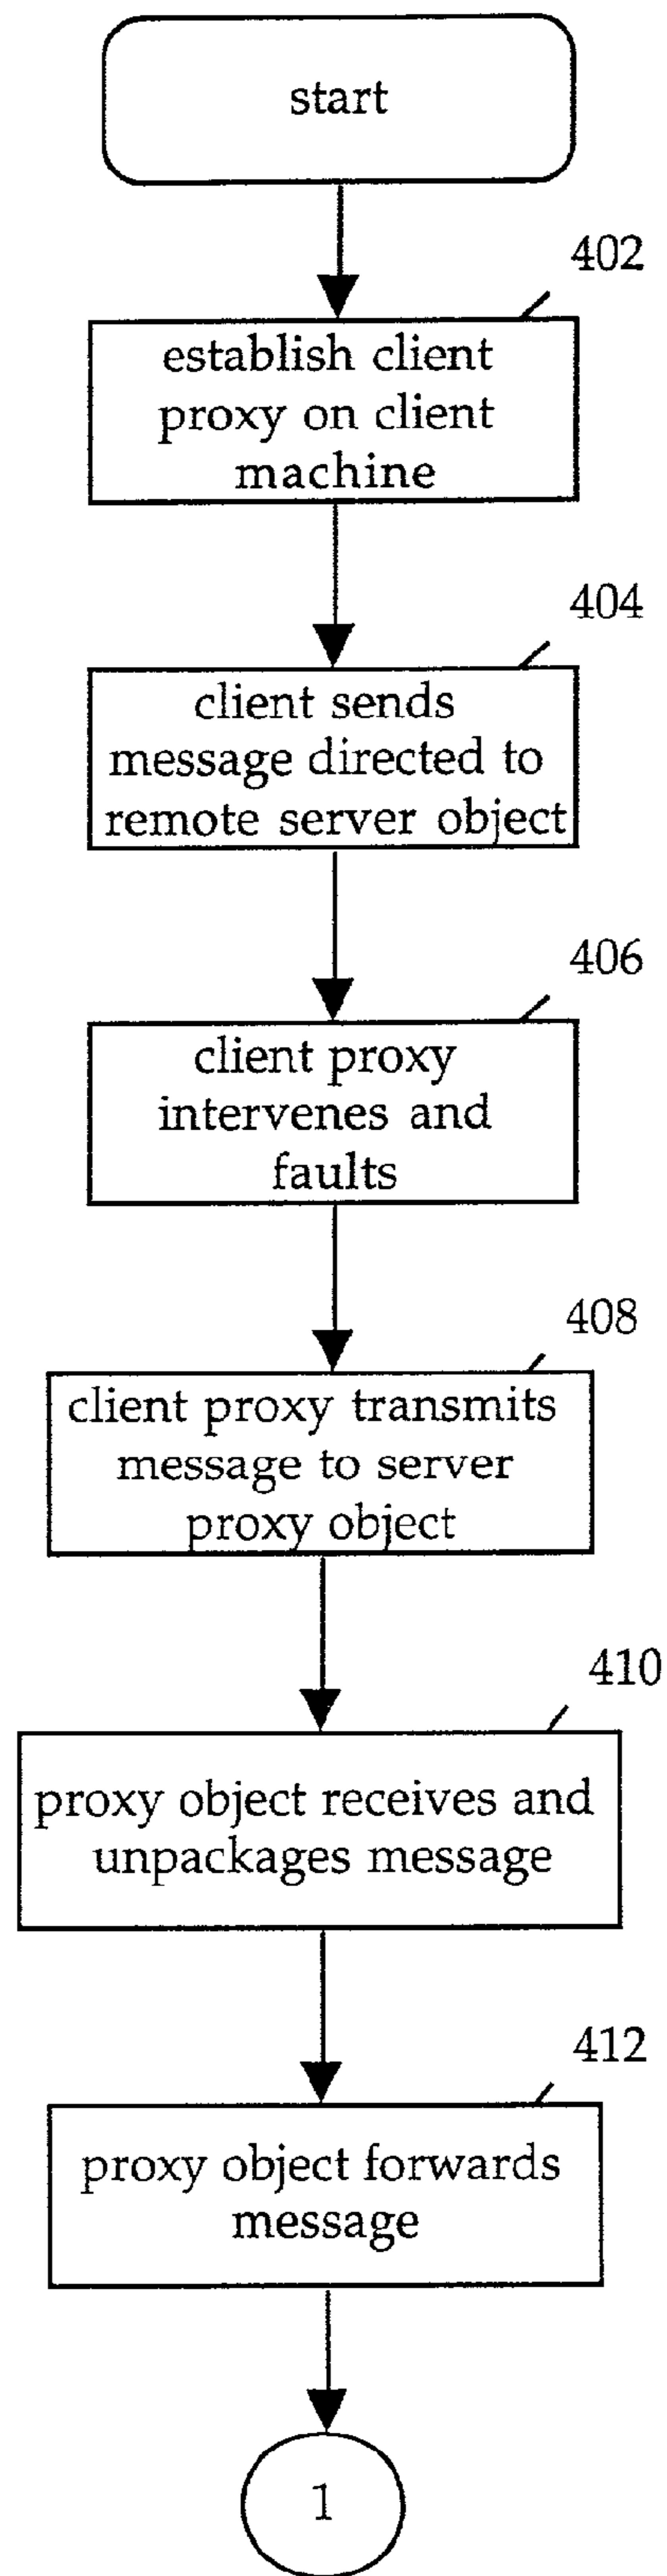 start
402
establish client
proxy on client
machine
404
client sends
message directed to
remote server object
406
client proxy
intervenes and
faults
408
client proxy transmits
message to server
proxy object
410
proxy object receives and
unpackages message
412
proxy object forwards
message
1